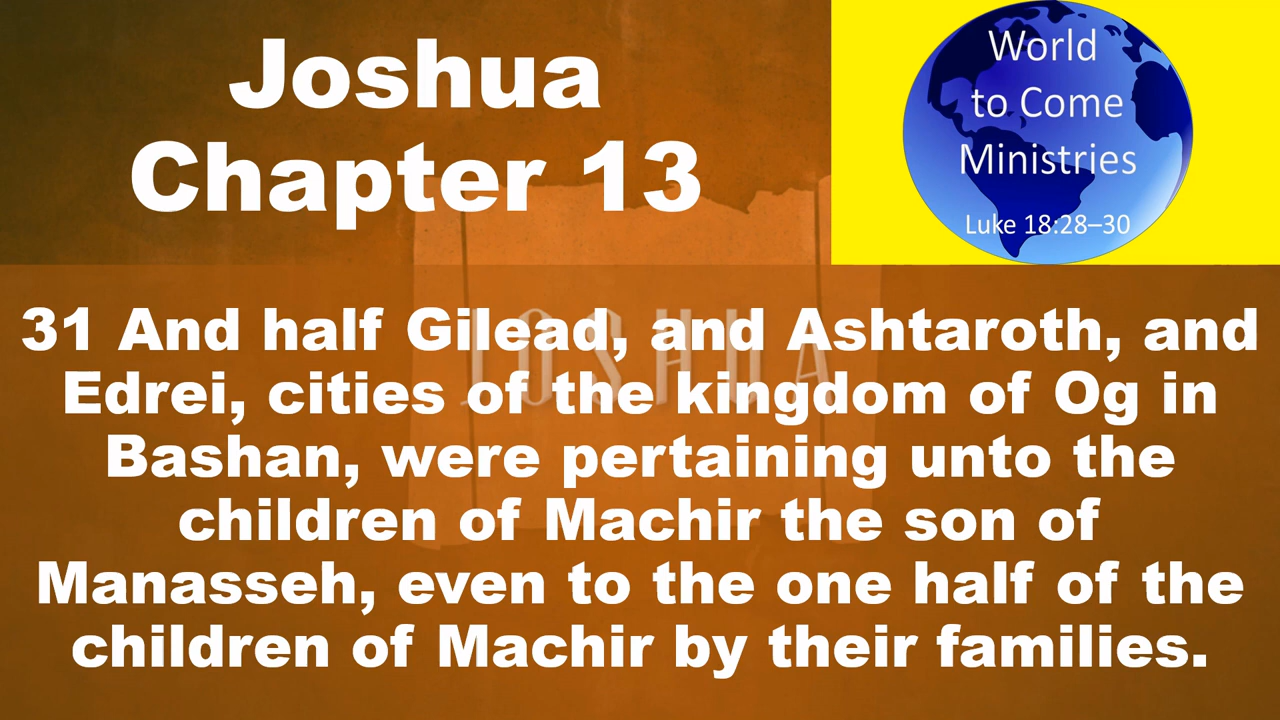 Joshua
Chapter 13
World
to Come
Ministries
Luke 18:28–30
JOSHUA
31 And half Gilead, and Ashtaroth, and
Edrei, cities of the kingdom of Og in
Bashan, were pertaining unto the
children of Machir the son of
Manasseh, even to the one half of the
children of Machir by their families.